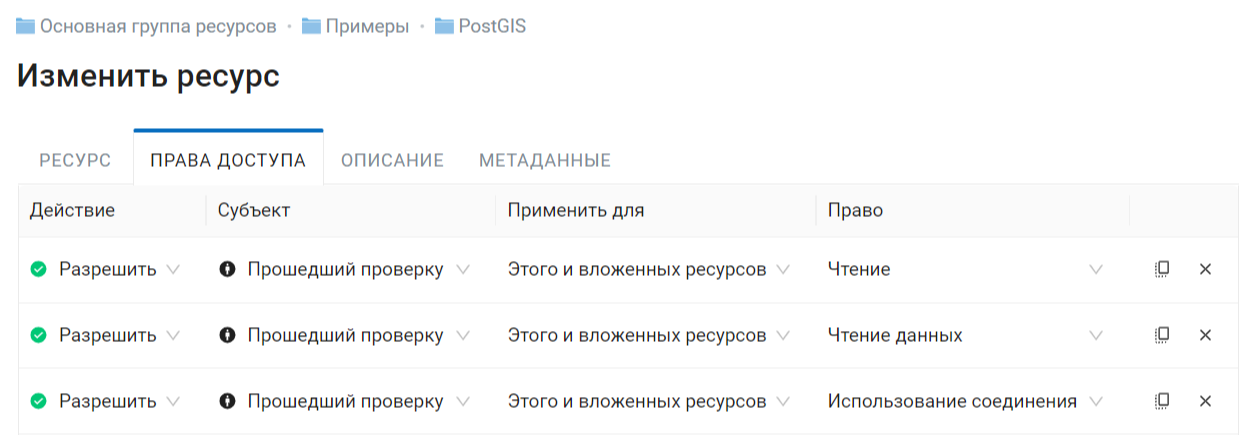 Основная группа ресурсов • Примеры • PostGIS
Изменить ресурс
РЕСУРС ПРАВА ДОСТУПА ОПИСАНИЕ МЕТАДАННЫЕ
Действие Субъект Применить для Право
Разрешить Прошедший проверку Этого и вложенных ресурсов Чтение
Разрешить Прошедший проверку Этого и вложенных ресурсов Чтение данных
Разрешить Прошедший проверку Этого и вложенных ресурсов Использование соединения